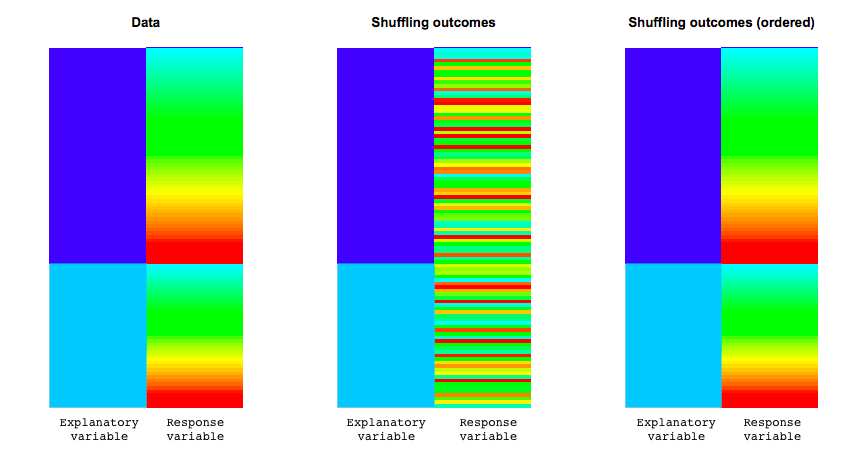 Data
Shuffling outcomes
Shuffling outcomes (ordered)
Explanatory variable
Response variable
Explanatory variable
Response variable
Explanatory variable
Response variable